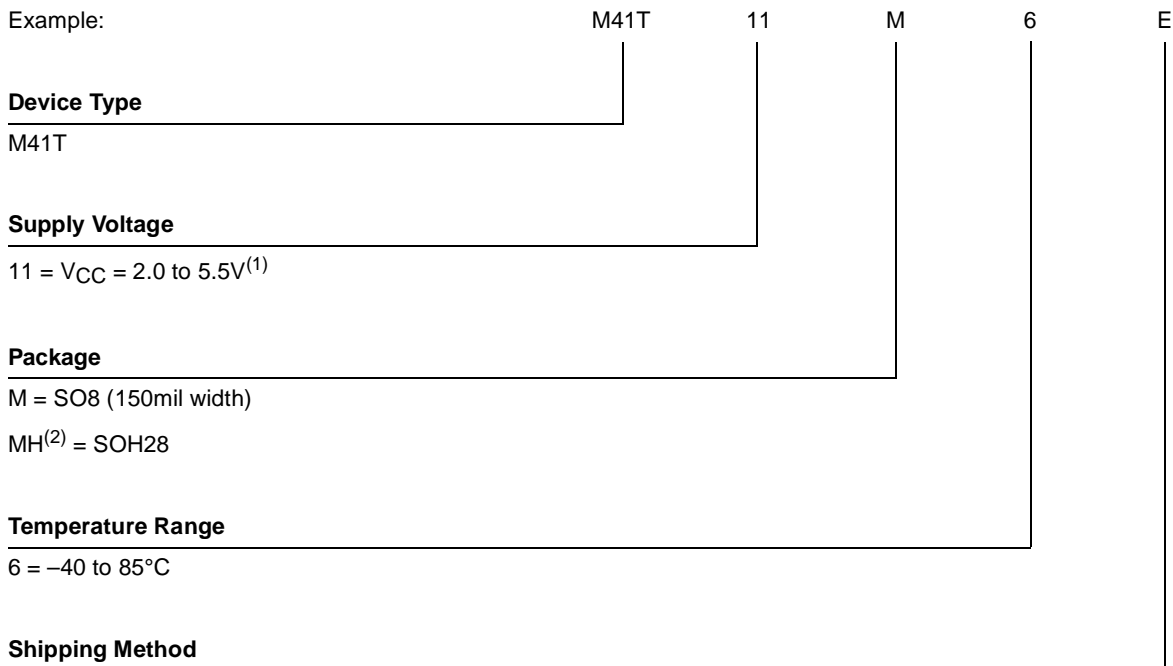 Example: M41T 11 M 6 E
Device Type
M41T
Supply Voltage
11 = VCC = 2.0 to 5.5V(1)
Package
M = SO8 (150mil width)
MH(2) = SOH28
Temperature Range
6 = –40 to 85°C
Shipping Method